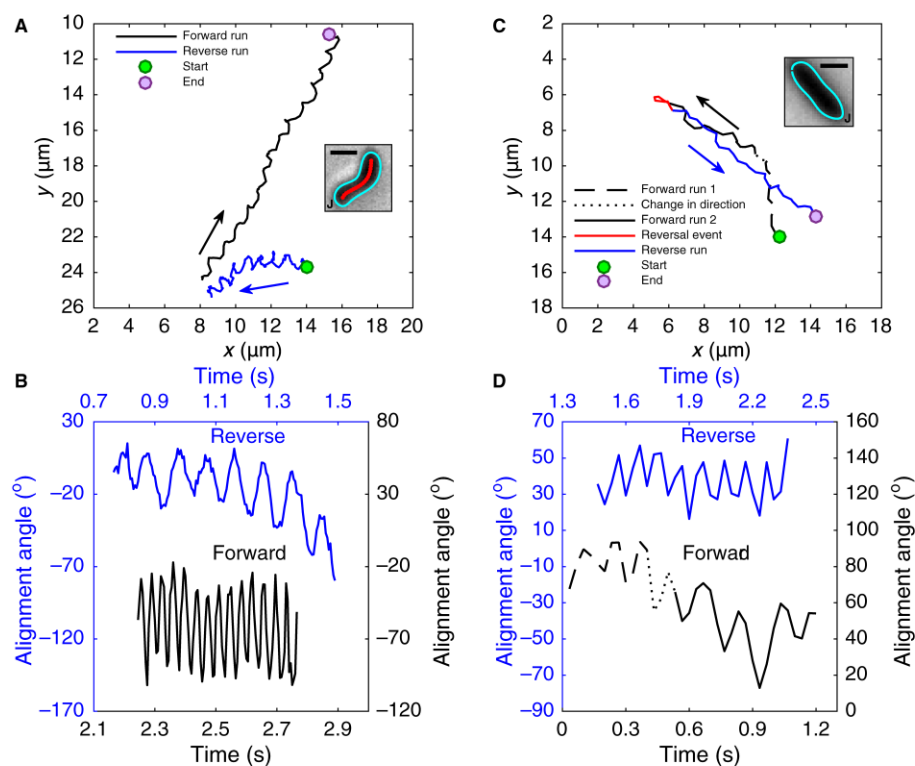 A
Forward run
Reverse run
Start
End
10
12
14
16
18
20
22
24
26
y (μm)
J
2 4 6 8 10 12 14 16 18 20
x (μm)
C
2
4
6
8
10
12
14
16
18
y (μm)
J
Forward run 1
Change in direction
Forward run 2
Reversal event
Reverse run
Start
End
0 2 4 6 8 10 12 14 16 18
x (μm)
B
Time (s)
0.7 0.9 1.1 1.3 1.5
30
−20
−70
−120
−170
Alignment angle (°)
Reverse
Forward
80
30
−20
−70
−120
Alignment angle (°)
2.1 2.3 2.5 2.7 2.9
Time (s)
D
Time (s)
1.3 1.6 1.9 2.2 2.5
70
50
30
10
−10
−30
−50
−70
−90
Alignment angle (°)
Reverse
Forwad
160
140
120
100
80
60
40
20
0
Alignment angle (°)
0 0.3 0.6 0.9 1.2
Time (s)